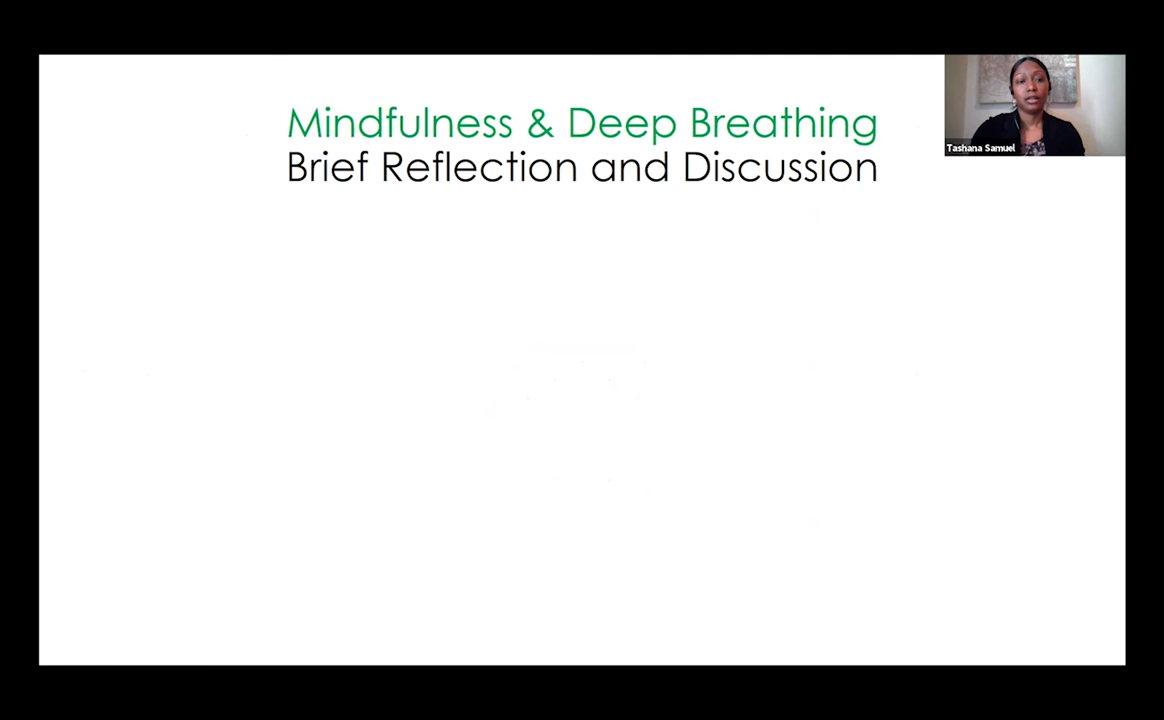 Mindfulness & Deep Breathing
Brief Reflection and Discussion
Tashana Samuel